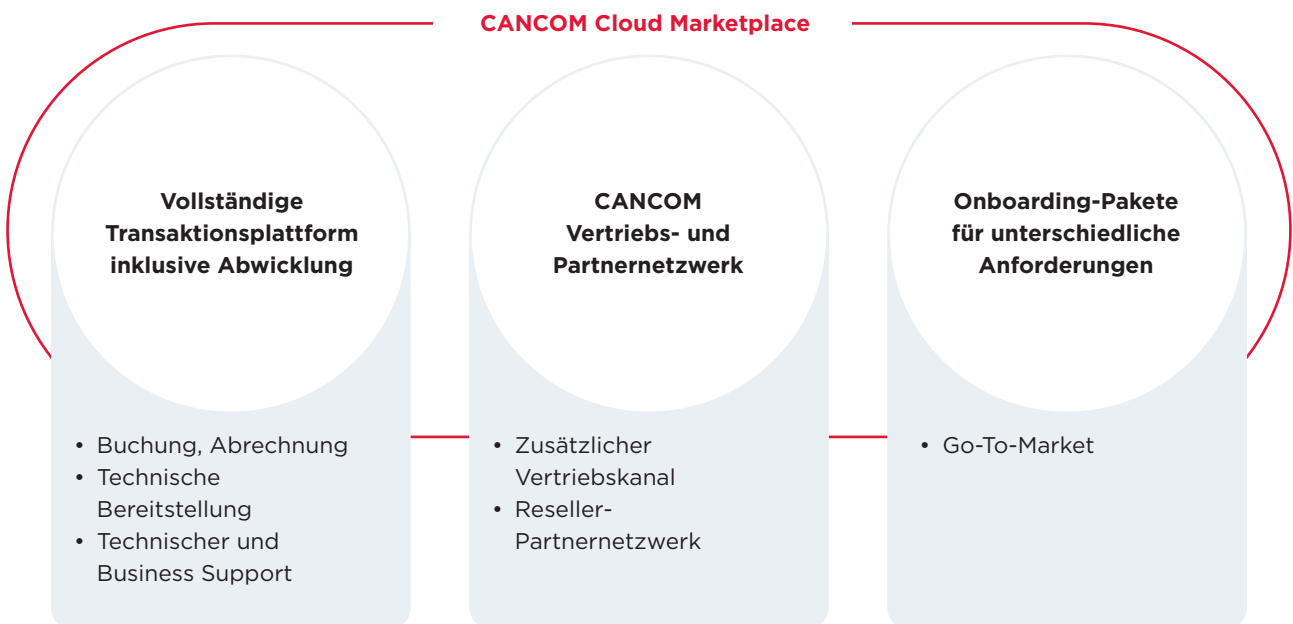 CANCOM Cloud Marketplace
Vollständige
Transaktionsplattform
inklusive Abwicklung
• Buchung, Abrechnung
• Technische
Bereitstellung
• Technischer und
Business Support
CANCOM
Vertriebs- und
Partnernetzwerk
• Zusätzlicher
Vertriebskanal
• Reseller-
Partnernetzwerk
Onboarding-Pakete
für unterschiedliche
Anforderungen
• Go-To-Market